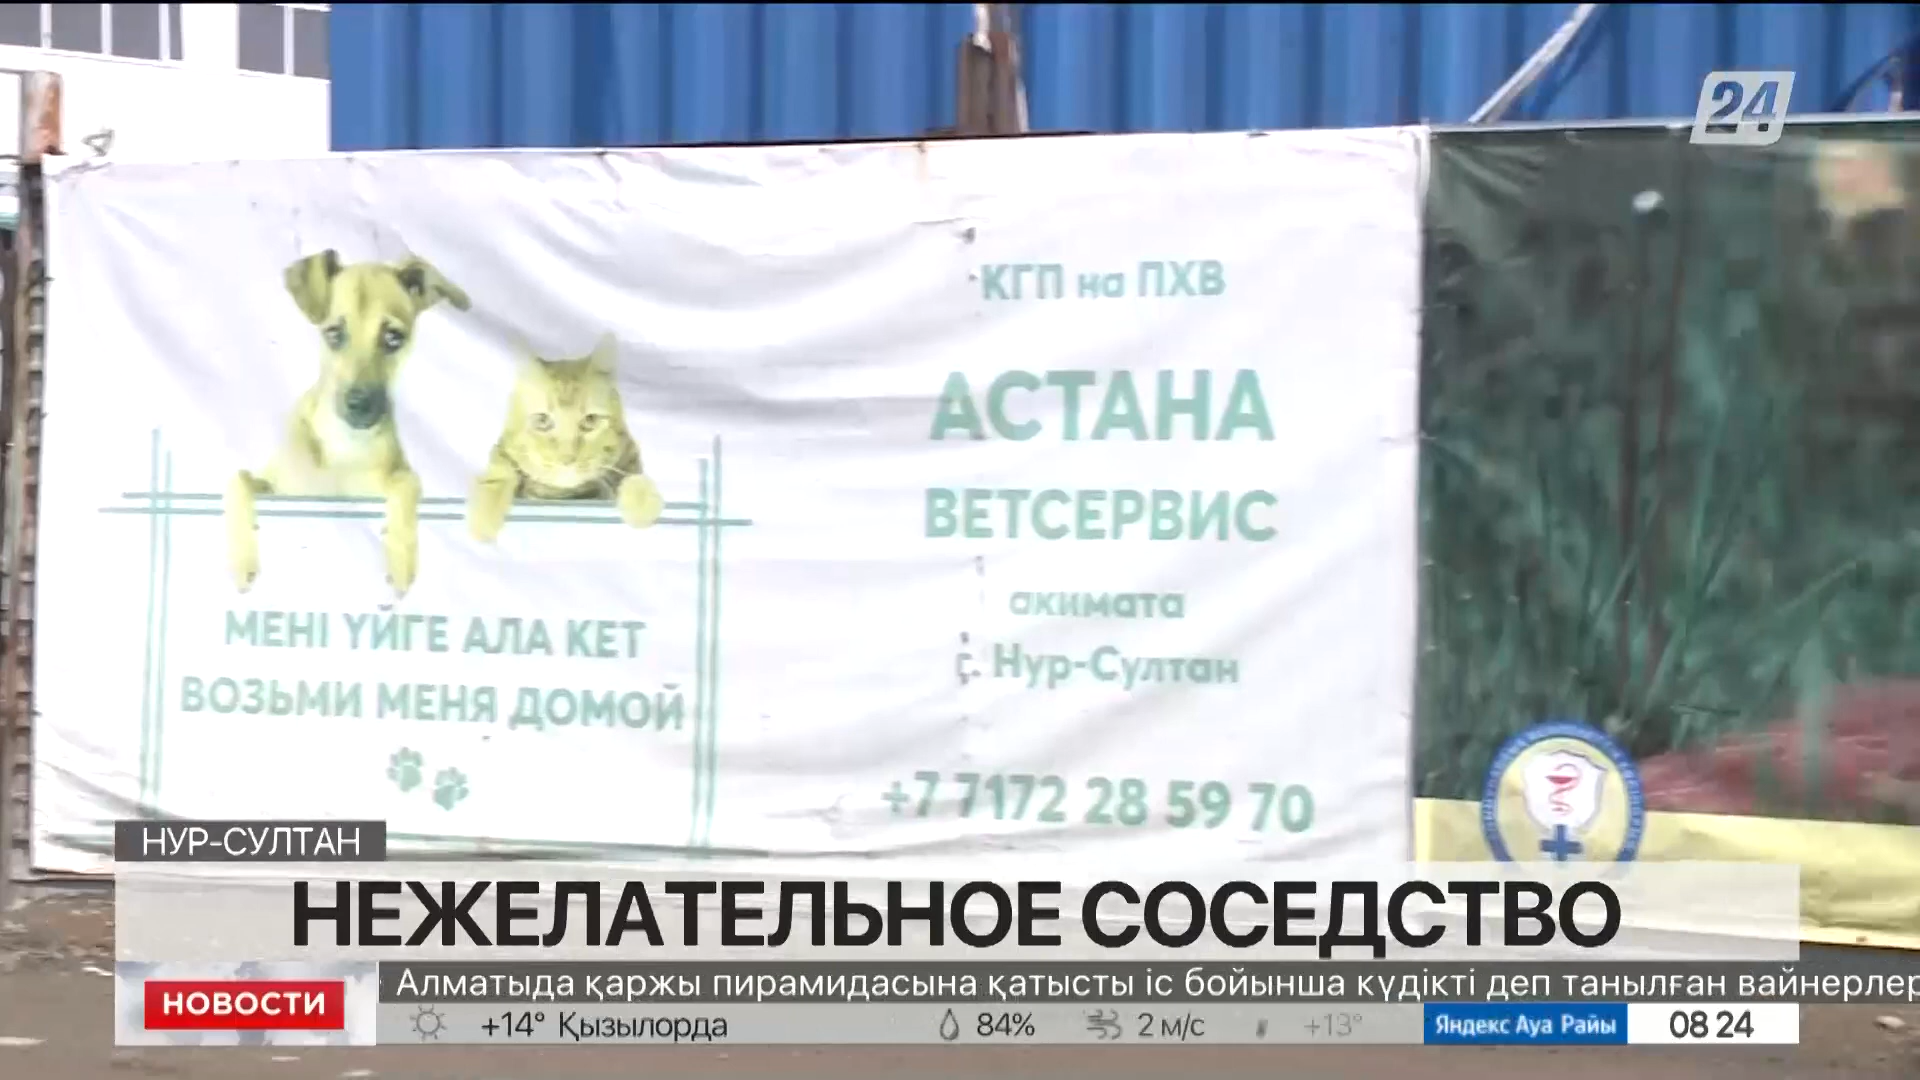 24
КГП на ПХВ
АСТАНА
ВЕТСЕРВИС
акимата
г. Нур-Султан
+7 7172 28 59 70
МЕНІ ҮЙГЕ АЛА КЕТ
ВОЗЬМИ МЕНЯ ДОМОЙ
НУР-СУЛТАН
НЕЖЕЛАТЕЛЬНОЕ СОСЕДСТВО
НОВОСТИ
Алматыда қаржы пирамидасына қатысты іс бойынша күдікті деп танылған вайнерлер
+14° Қызылорда 84% 2 м/с +13° Яндекс Ауа Райы 08 24